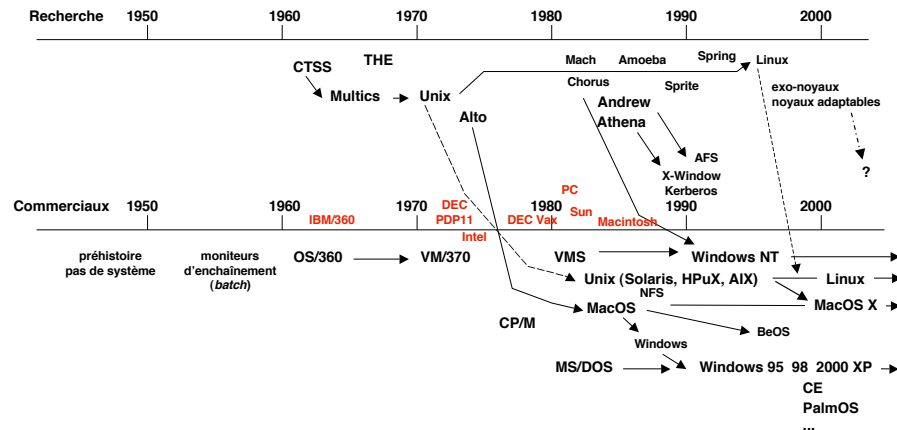 Recherche 1950 1960 1970 1980 1990 2000
THE
Mach Amoeba Spring Linux
CTSS
Chorus Sprite
exo-noyaux
noyaux adaptables
Multics Unix
Andrew
Athena
Alto
AFS
X-Window
Kerberos
?
Commerciaux 1950 1960 1970 1980 1990 2000
PC
DEC
PDP11
IBM/360
DEC Vax
Sun
Macintosh
Intel
préhistoire
pas de système
moniteurs
d'enchaînement
(batch)
OS/360 VM/370 VMS Windows NT
Unix (Solaris, HPuX, AIX) Linux
NFS
MacOS MacOS X
CP/M
BeOS
Windows
MS/DOS Windows 95 98 2000 XP
CE
PalmOS
...